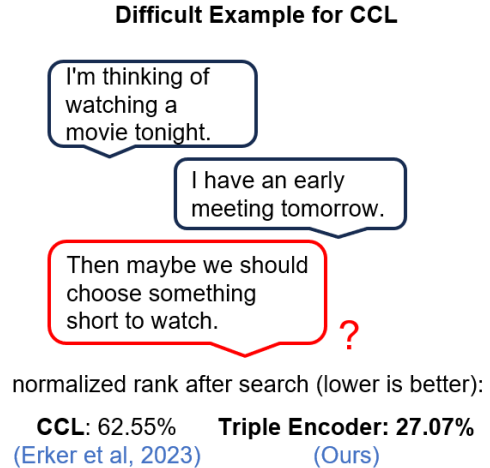 Difficult Example for CCL
I'm thinking of
watching a
movie tonight.
I have an early
meeting tomorrow.
Then maybe we should
choose something
short to watch.
?
normalized rank after search (lower is better):
CCL: 62.55% Triple Encoder: 27.07%
(Erker et al, 2023) (Ours)